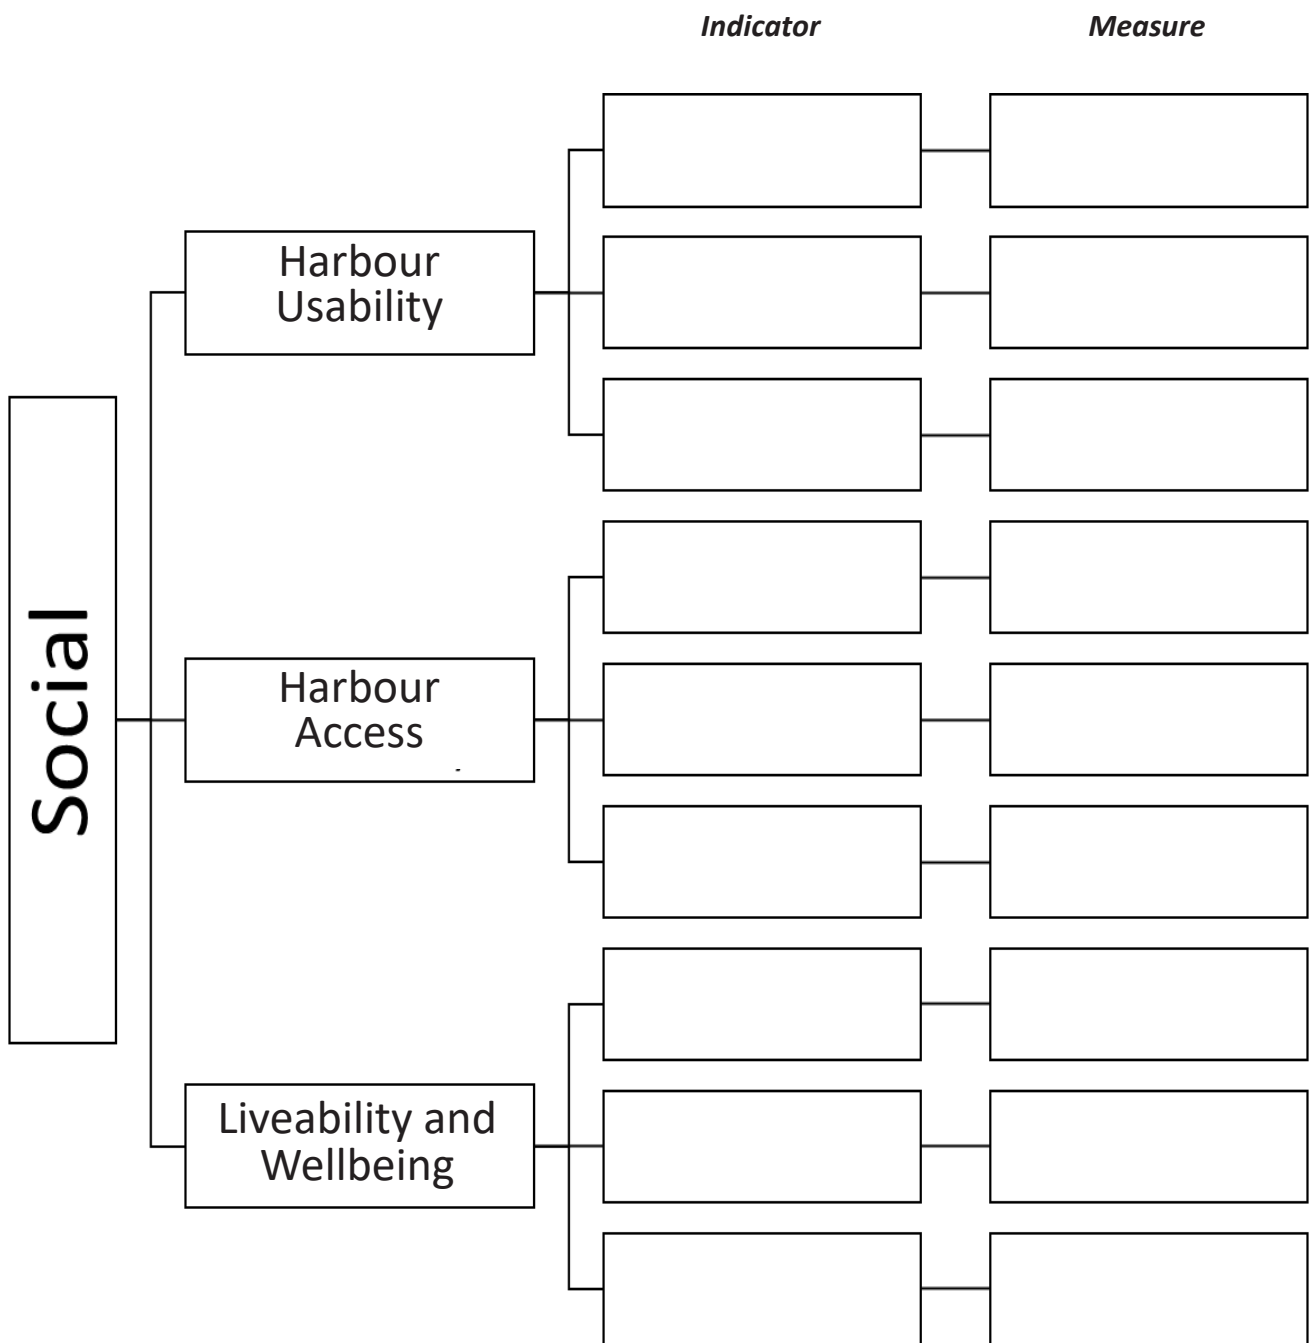 Indicator Measure
Harbour
Usability
Social
Harbour
Access
Liveability and
Wellbeing